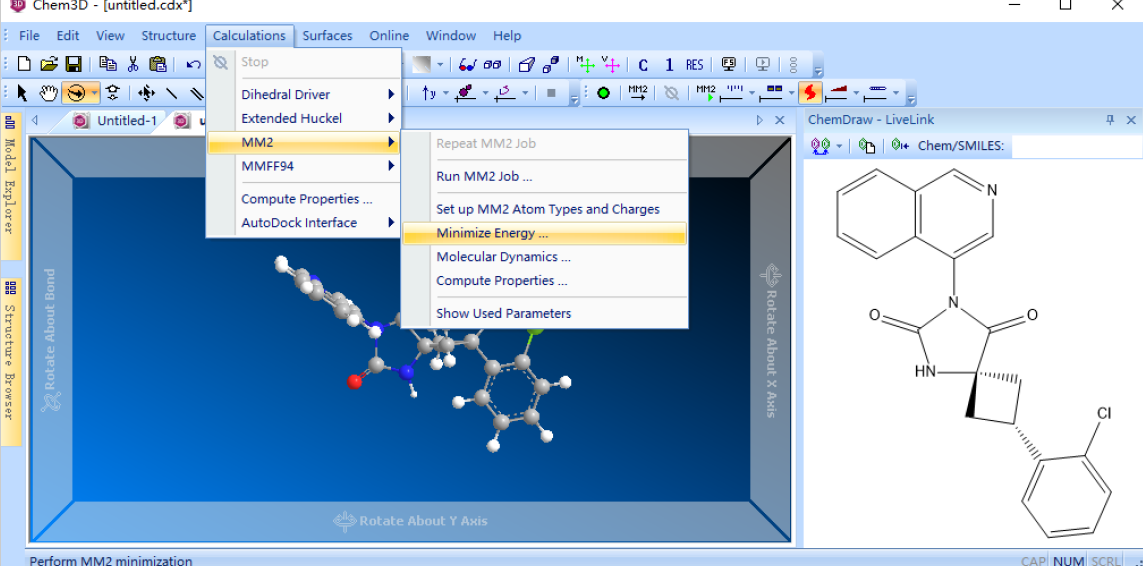 Chem3D - [untitled.cdx*]
File Edit View Structure Calculations Surfaces Online Window Help
C 1 RES
MM2 MM2
Untitled-1
Stop
Dihedral Driver
Extended Huckel
MM2
MMFF94
Compute Properties ...
AutoDock Interface
Repeat MM2 Job
Run MM2 Job ...
Set up MM2 Atom Types and Charges
Minimize Energy ...
Molecular Dynamics ...
Compute Properties ...
Show Used Parameters
Model Explorer
Structure Browser
Rotate About Bond
Rotate About X Axis
Rotate About Y Axis
ChemDraw - LiveLink
Chem/SMILES:
N
N
O
O
HN
Cl
Perform MM2 minimization
CAP NUM SCRL